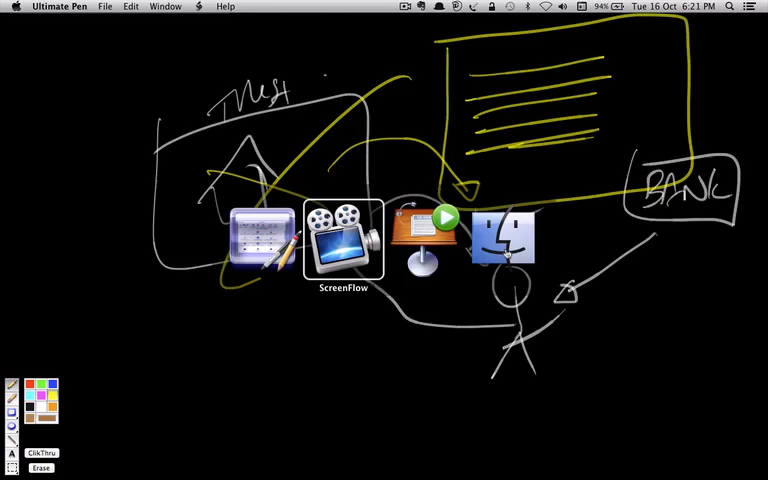 Ultimate Pen File Edit Window Help 94% Tue 16 Oct 6:21 PM
TRUST
BANK
ScreenFlow
A
ClikThru
Erase